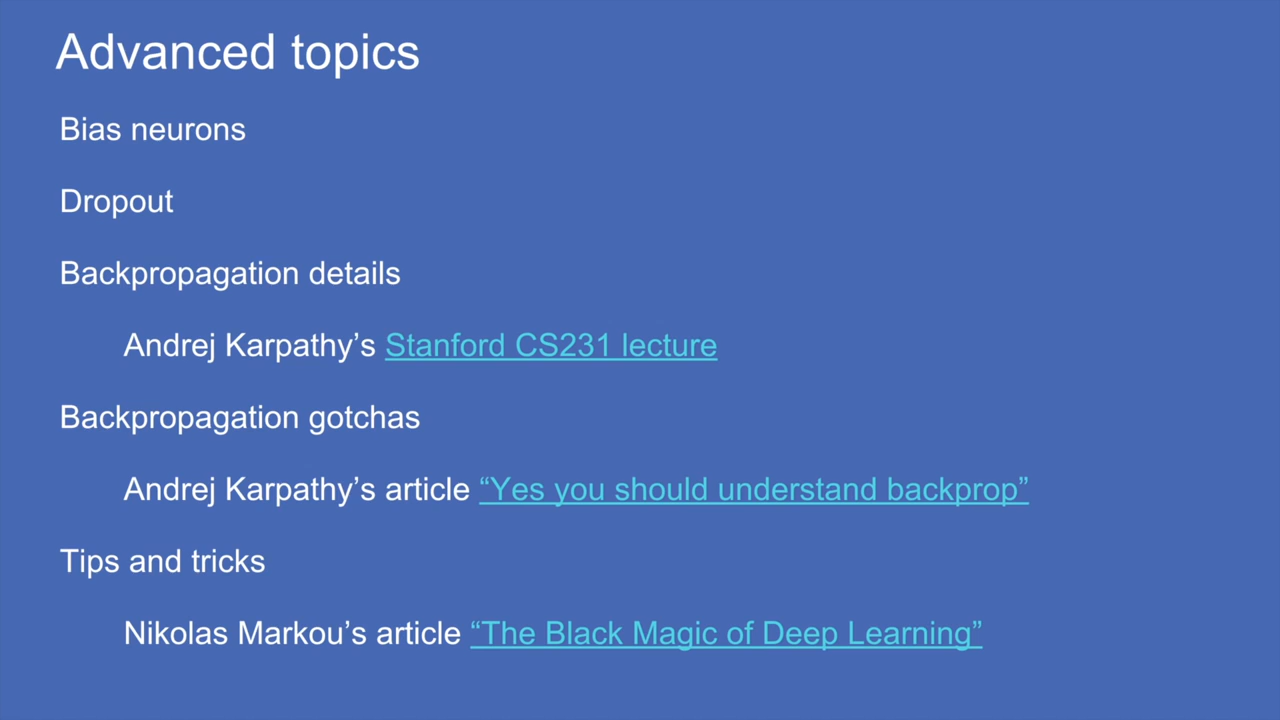 Advanced topics
Bias neurons
Dropout
Backpropagation details
Andrej Karpathy’s Stanford CS231 lecture
Backpropagation gotchas
Andrej Karpathy’s article “Yes you should understand backprop”
Tips and tricks
Nikolas Markou’s article “The Black Magic of Deep Learning”